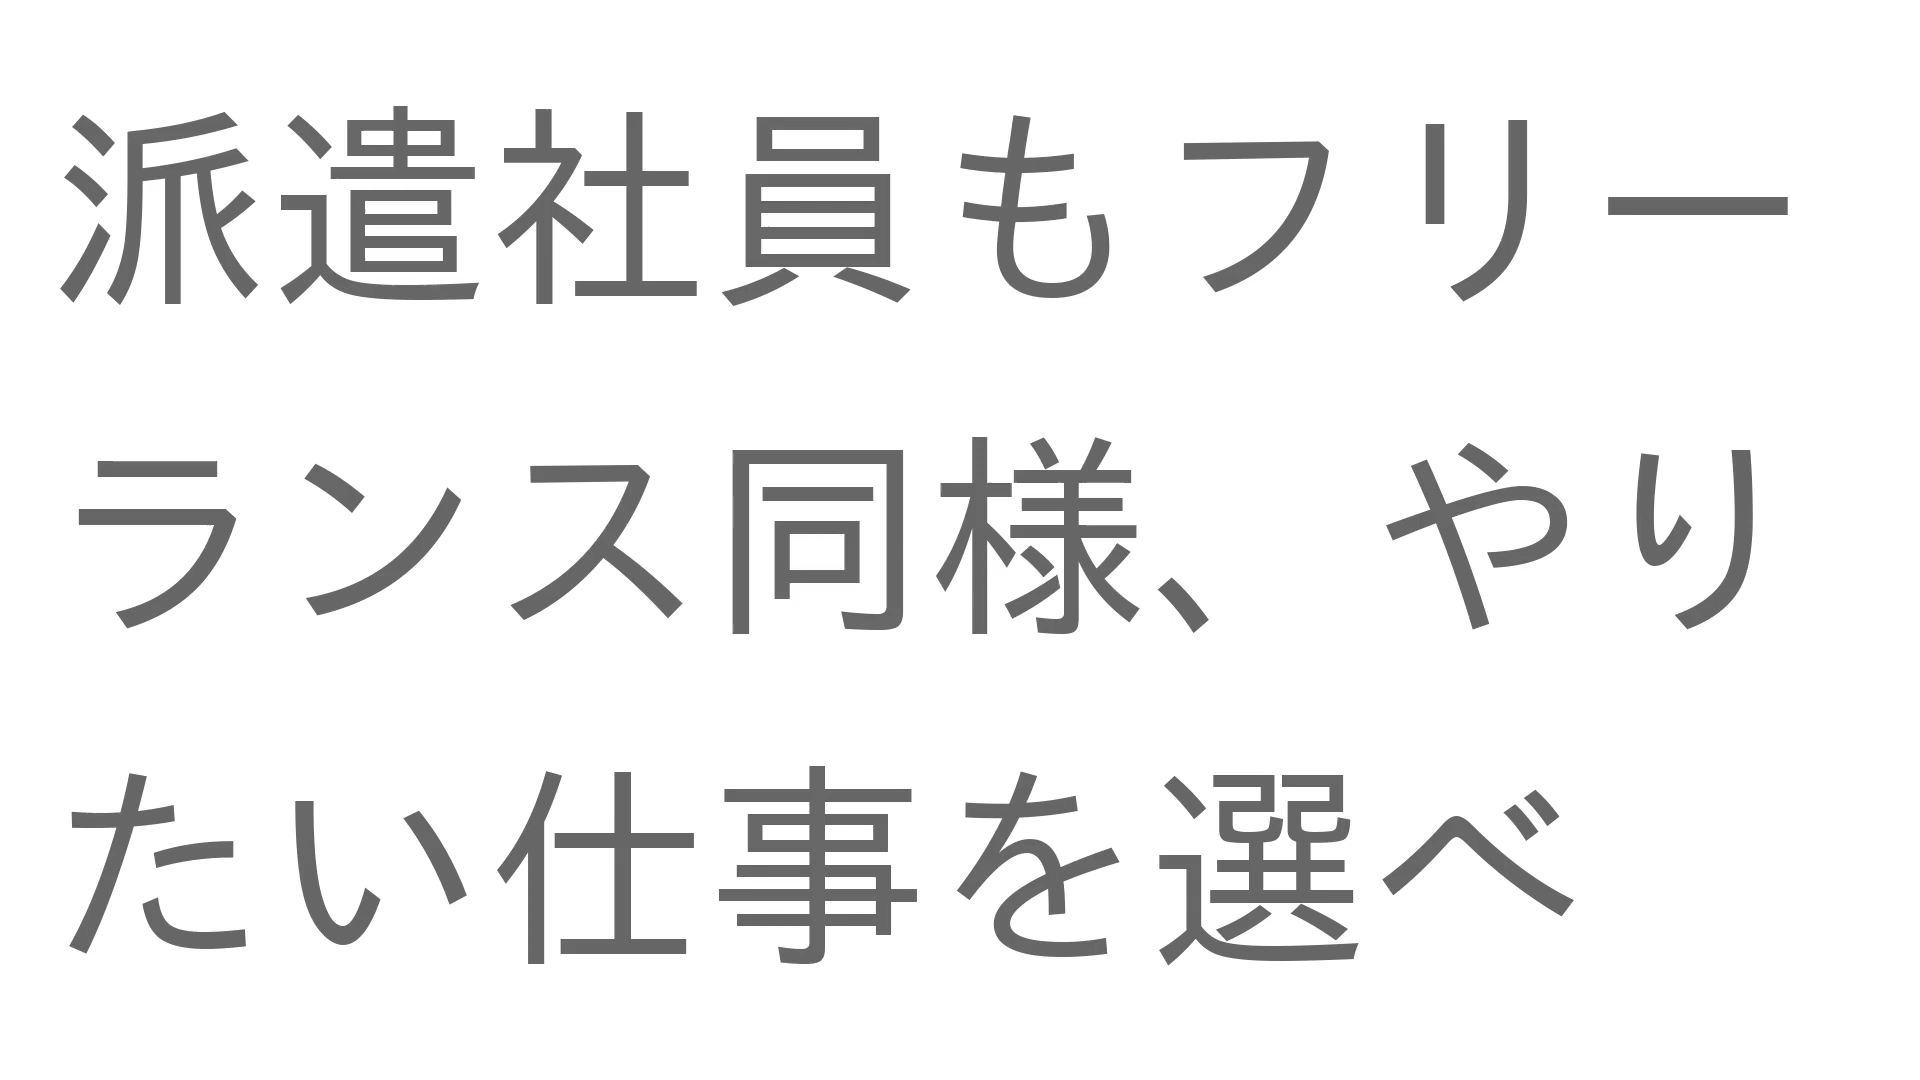 派遣社員もフリー
ランス同様、やり
たい仕事を選べ